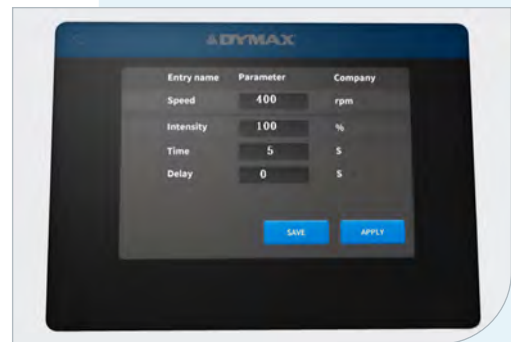 DYMAX
Entry name Parameter Company
Speed 400 rpm
Intensity 100 %
Time 5 S
Delay 0 S
SAVE APPLY